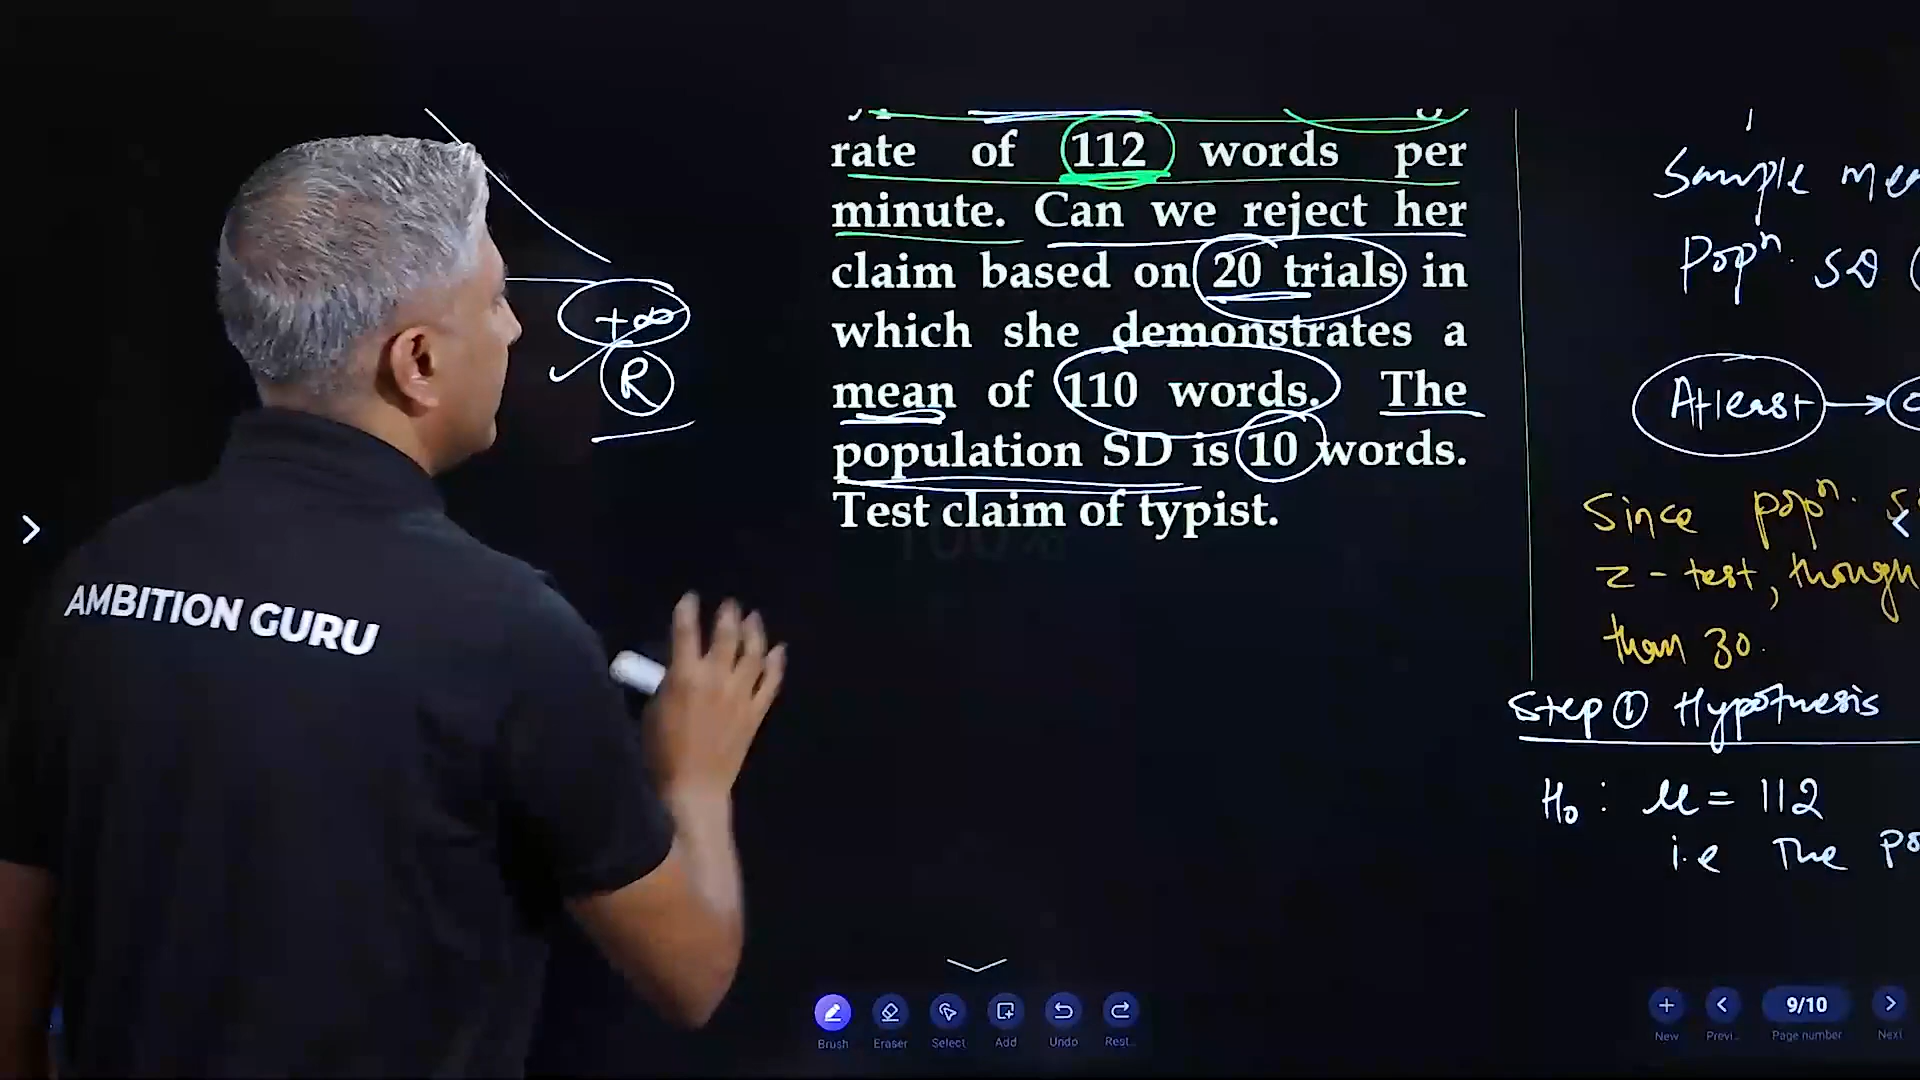 rate of 112 words per
minute. Can we reject her
claim based on 20 trials in
which she demonstrates a
mean of 110 words. The
population SD is 10 words.
Test claim of typist.
+∞
R
AMBITION GURU
Sample me
Popⁿ. SD (
Atleast →
Since popⁿ. s
z - test, though
than 30.
Step ① Hypothesis
H₀ : μ = 112
i.e The po
Brush
Eraser
Select
Add
Undo
Rest...
New
Previ...
9/10
Page number
Next